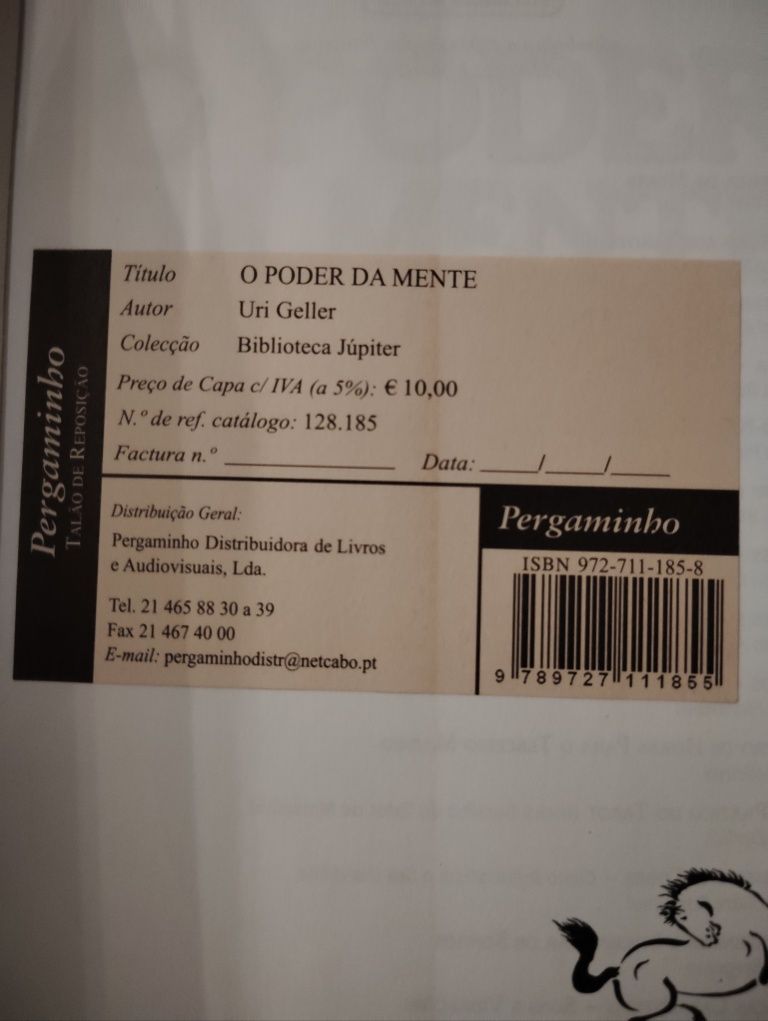 Pergaminho
TALÃO DE REPOSIÇÃO
Título O PODER DA MENTE
Autor Uri Geller
Colecção Biblioteca Júpiter
Preço de Capa c/ IVA (a 5%): € 10,00
N.º de ref. catálogo: 128.185
Factura n.º ______________ Data: _____/_____/_____
Distribuição Geral:
Pergaminho Distribuidora de Livros
e Audiovisuais, Lda.
Tel. 21 465 88 30 a 39
Fax 21 467 40 00
E-mail: pergaminhodistr@netcabo.pt
Pergaminho
ISBN 972-711-185-8
9 789727 111855